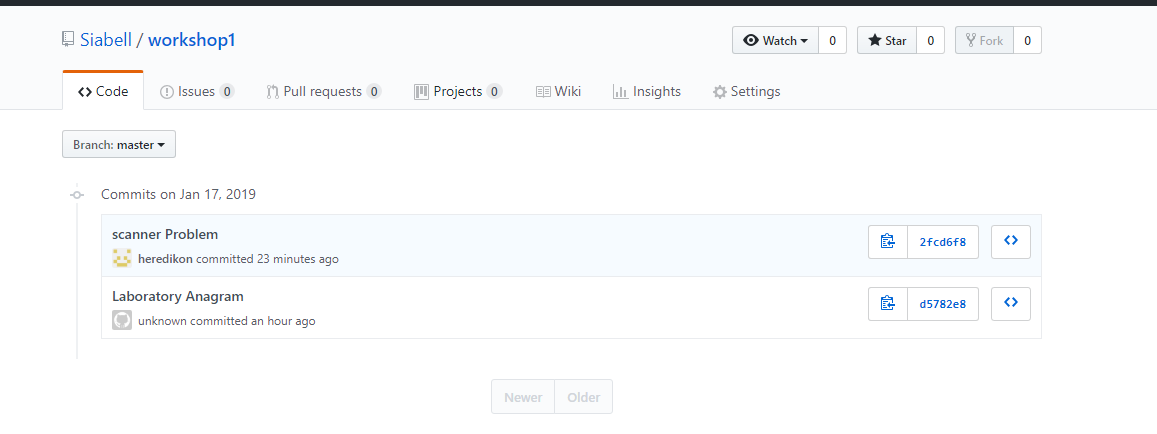 Siabell / workshop1 Watch 0 Star 0 Fork 0
Code Issues 0 Pull requests 0 Projects 0 Wiki Insights Settings
Branch: master
Commits on Jan 17, 2019
scanner Problem
2fcd6f8
heredikon committed 23 minutes ago
Laboratory Anagram
d5782e8
unknown committed an hour ago
Newer Older